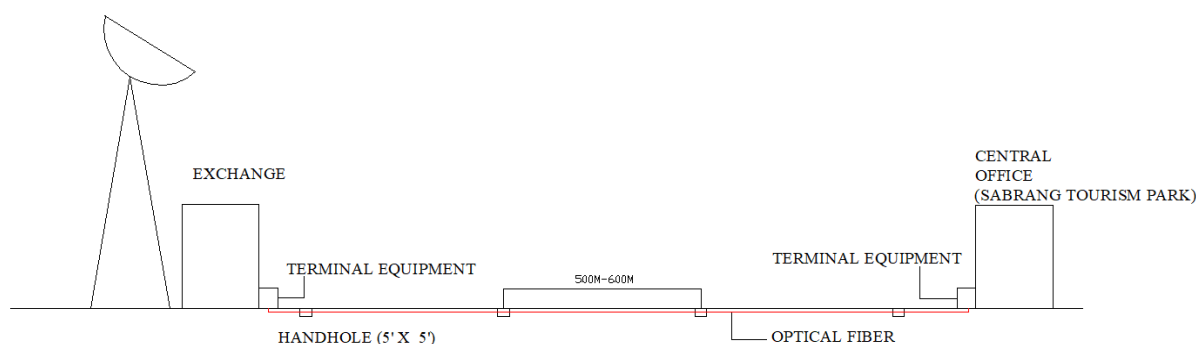 EXCHANGE
CENTRAL
OFFICE
(SABRANG TOURISM PARK)
TERMINAL EQUIPMENT
500M-600M
TERMINAL EQUIPMENT
HANDHOLE (5' X 5')
OPTICAL FIBER